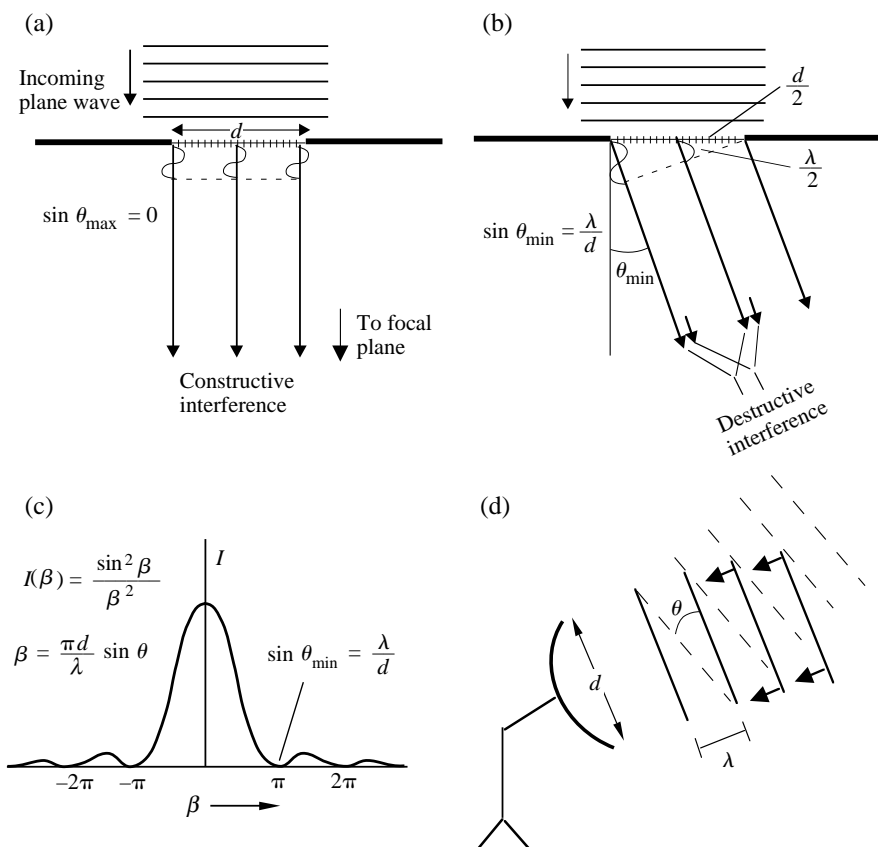 (a)
Incoming
plane wave
d
sin θmax = 0
To focal
plane
Constructive
interference
(b)
d/2
λ/2
sin θmin = λ/d
θmin
Destructive
interference
(c)
I
I(β) = sin² β / β²
β = πd/λ sin θ
sin θmin = λ/d
–2π –π π 2π
β
(d)
θ
d
λ